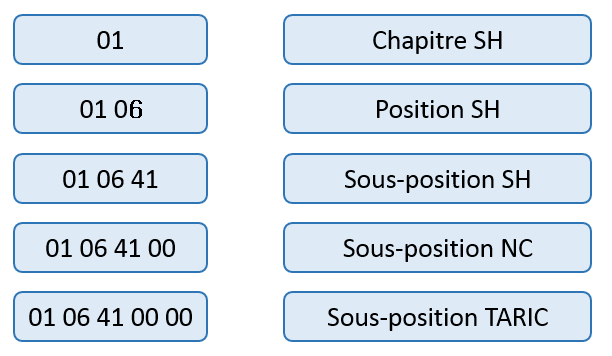 01 Chapitre SH
01 06 Position SH
01 06 41 Sous-position SH
01 06 41 00 Sous-position NC
01 06 41 00 00 Sous-position TARIC